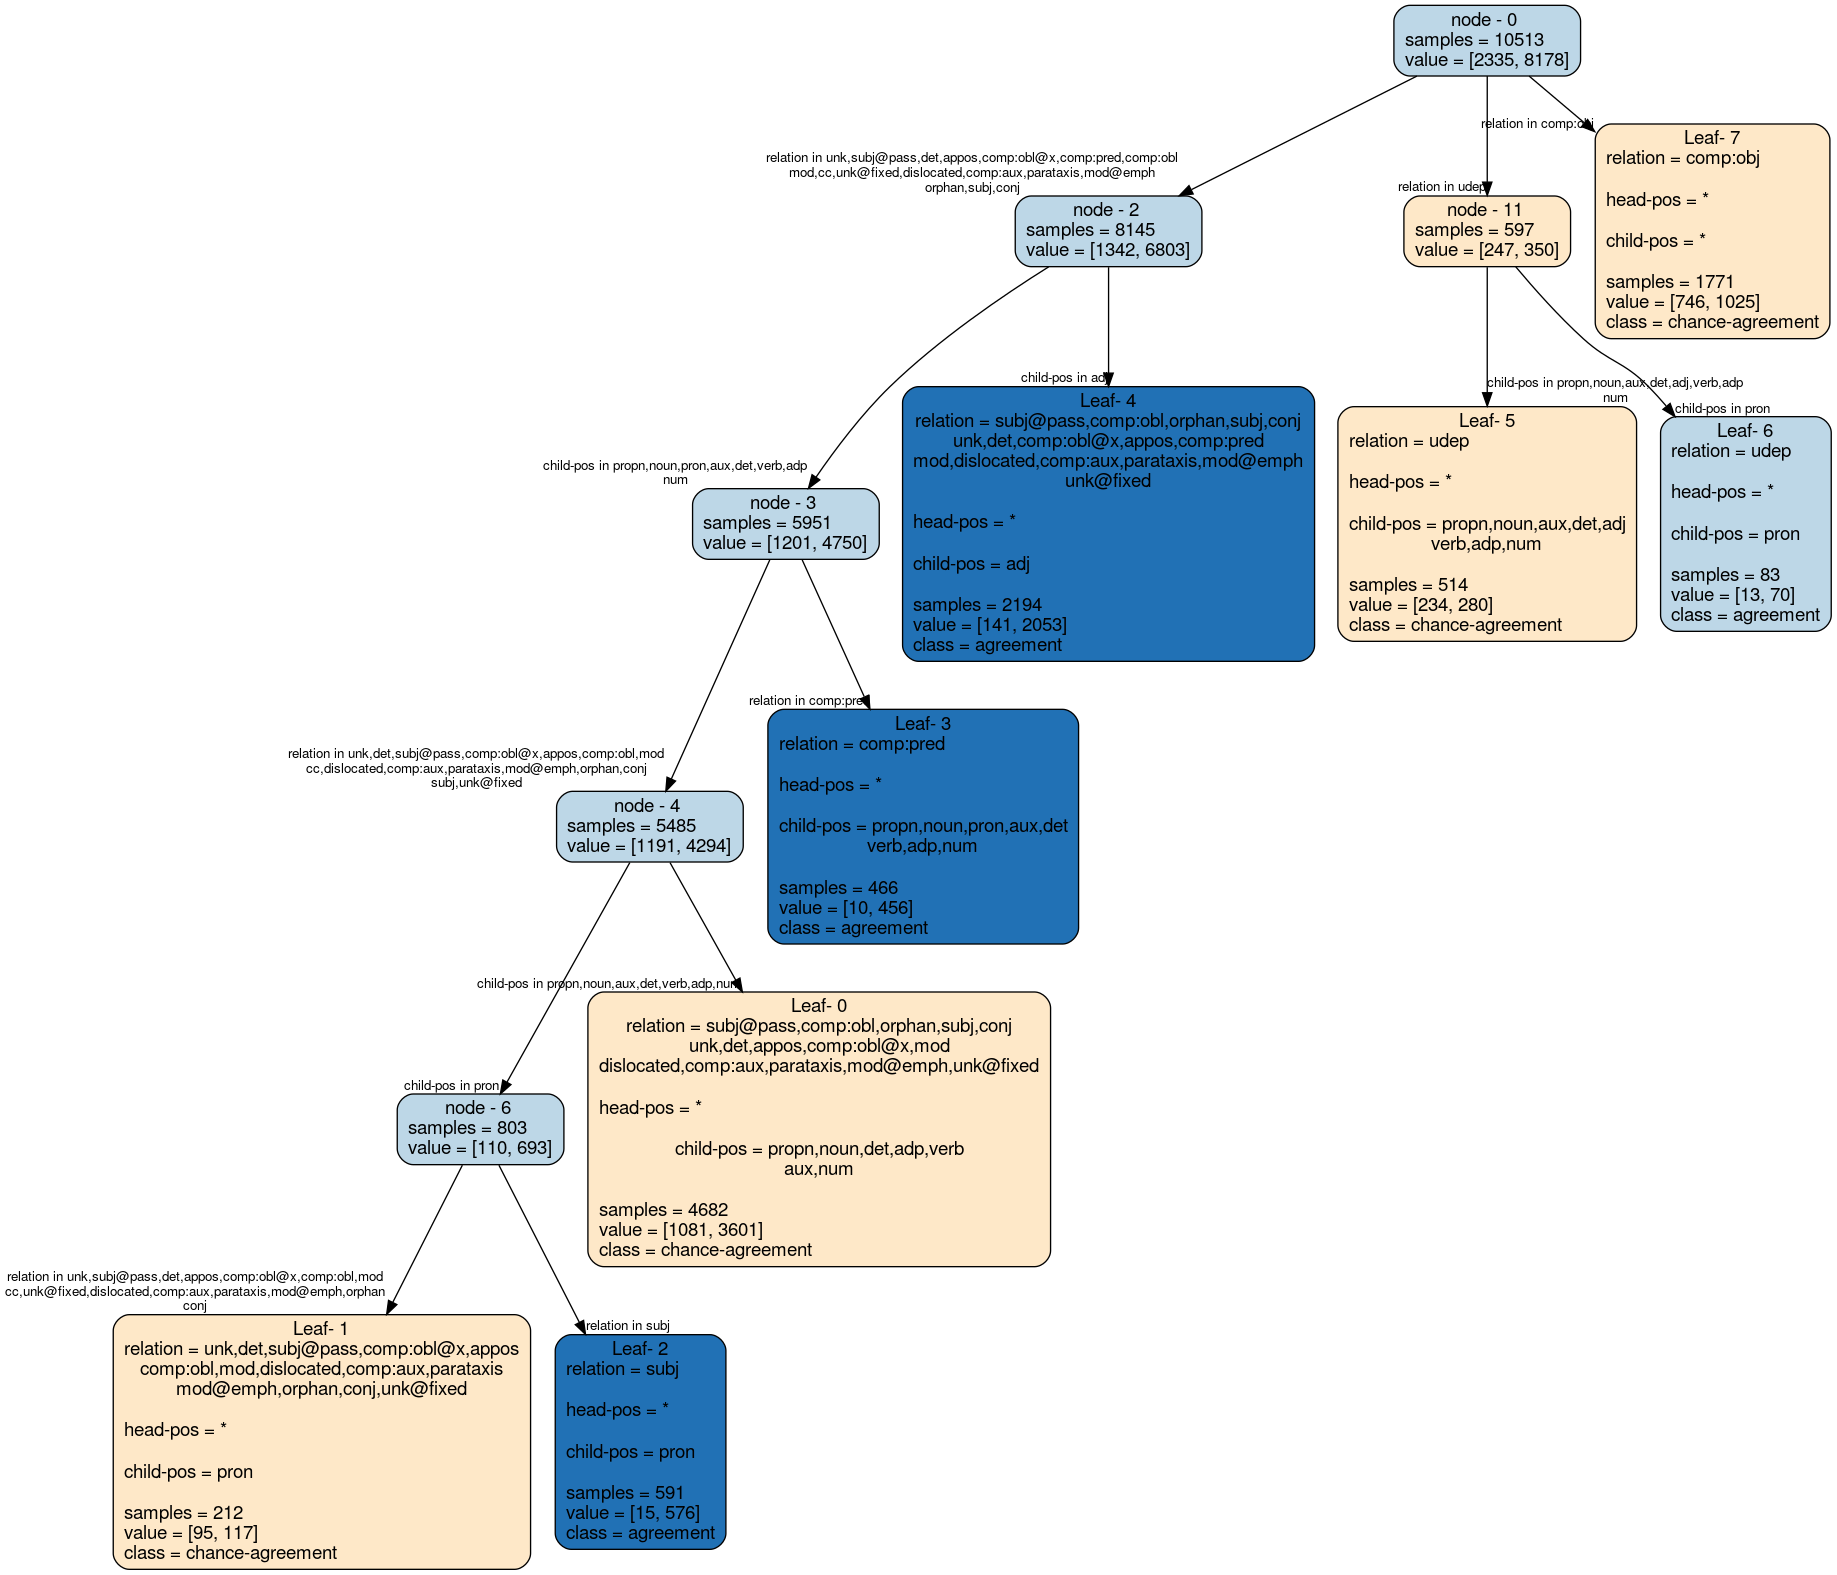 node - 0
samples = 10513
value = [2335, 8178]
relation in comp:obj
Leaf- 7
relation = comp:obj
head-pos = *
child-pos = *
samples = 1771
value = [746, 1025]
class = chance-agreement
relation in unk,subj@pass,det,appos,comp:obl@x,comp:pred,comp:obl
mod,cc,unk@fixed,dislocated,comp:aux,parataxis,mod@emph
orphan,subj,conj
relation in udep
node - 2
samples = 8145
value = [1342, 6803]
node - 11
samples = 597
value = [247, 350]
child-pos in adj
Leaf- 4
relation = subj@pass,comp:obl,orphan,subj,conj
unk,det,comp:obl@x,appos,comp:pred
mod,dislocated,comp:aux,parataxis,mod@emph
unk@fixed
head-pos = *
child-pos = adj
samples = 2194
value = [141, 2053]
class = agreement
child-pos in propn,noun,aux,det,adj,verb,adp
num
Leaf- 5
relation = udep
head-pos = *
child-pos = propn,noun,aux,det,adj
verb,adp,num
samples = 514
value = [234, 280]
class = chance-agreement
child-pos in pron
Leaf- 6
relation = udep
head-pos = *
child-pos = pron
samples = 83
value = [13, 70]
class = agreement
child-pos in propn,noun,pron,aux,det,verb,adp
num
node - 3
samples = 5951
value = [1201, 4750]
relation in comp:pred
Leaf- 3
relation = comp:pred
head-pos = *
child-pos = propn,noun,pron,aux,det
verb,adp,num
samples = 466
value = [10, 456]
class = agreement
relation in unk,det,subj@pass,comp:obl@x,appos,comp:obl,mod
cc,dislocated,comp:aux,parataxis,mod@emph,orphan,conj
subj,unk@fixed
node - 4
samples = 5485
value = [1191, 4294]
child-pos in propn,noun,aux,det,verb,adp,num
Leaf- 0
relation = subj@pass,comp:obl,orphan,subj,conj
unk,det,appos,comp:obl@x,mod
dislocated,comp:aux,parataxis,mod@emph,unk@fixed
head-pos = *
child-pos = propn,noun,det,adp,verb
aux,num
samples = 4682
value = [1081, 3601]
class = chance-agreement
child-pos in pron
node - 6
samples = 803
value = [110, 693]
relation in unk,subj@pass,det,appos,comp:obl@x,comp:obl,mod
cc,unk@fixed,dislocated,comp:aux,parataxis,mod@emph,orphan
conj
Leaf- 1
relation = unk,det,subj@pass,comp:obl@x,appos
comp:obl,mod,dislocated,comp:aux,parataxis
mod@emph,orphan,conj,unk@fixed
head-pos = *
child-pos = pron
samples = 212
value = [95, 117]
class = chance-agreement
relation in subj
Leaf- 2
relation = subj
head-pos = *
child-pos = pron
samples = 591
value = [15, 576]
class = agreement